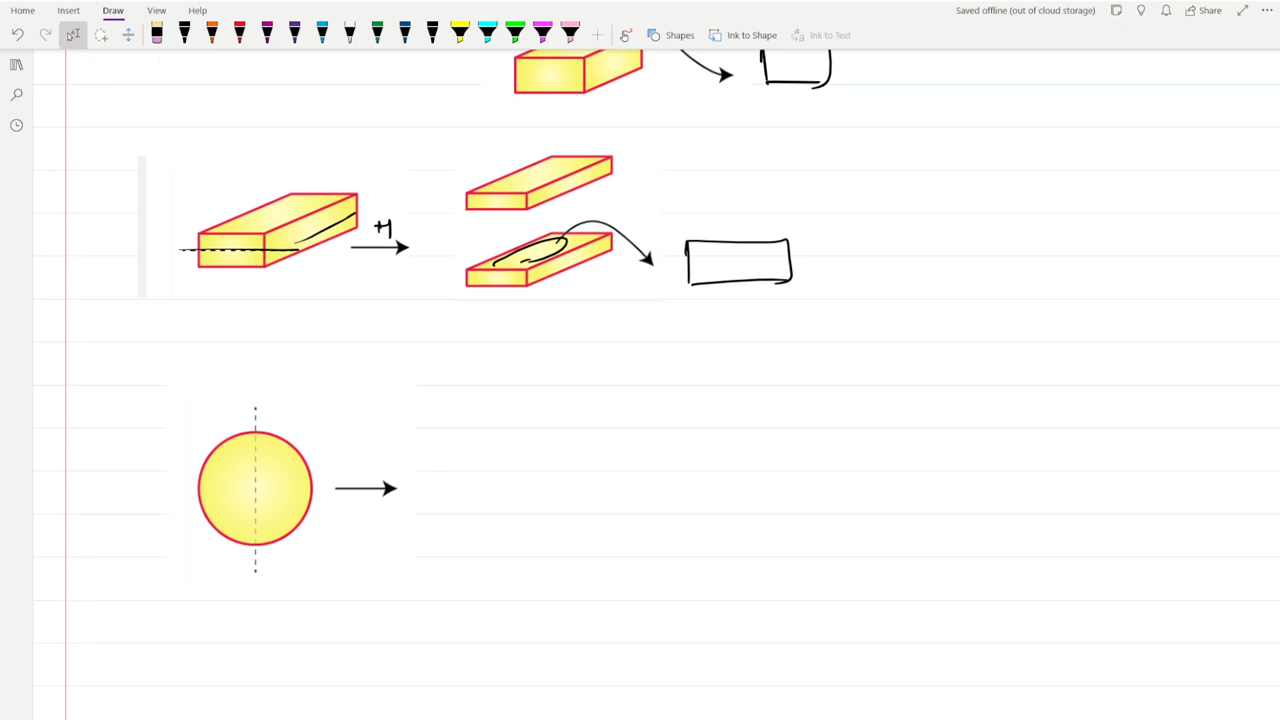 Home Insert Draw View Help
Saved offline (out of cloud storage) Share
Shapes Ink to Shape Ink to Text